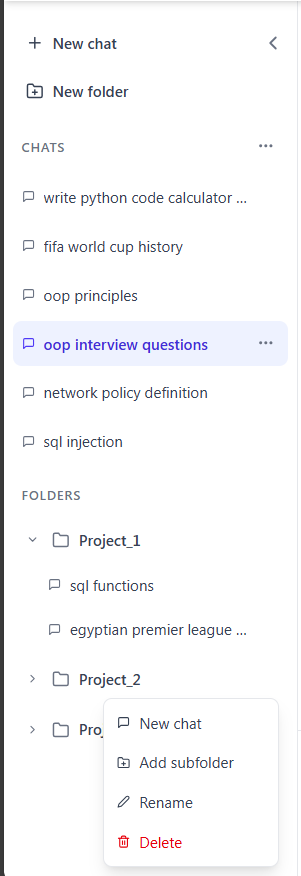 New chat
New folder
CHATS
write python code calculator ...
fifa world cup history
oop principles
oop interview questions
network policy definition
sql injection
FOLDERS
Project_1
sql functions
egyptian premier league ...
Project_2
New chat
Add subfolder
Rename
Delete